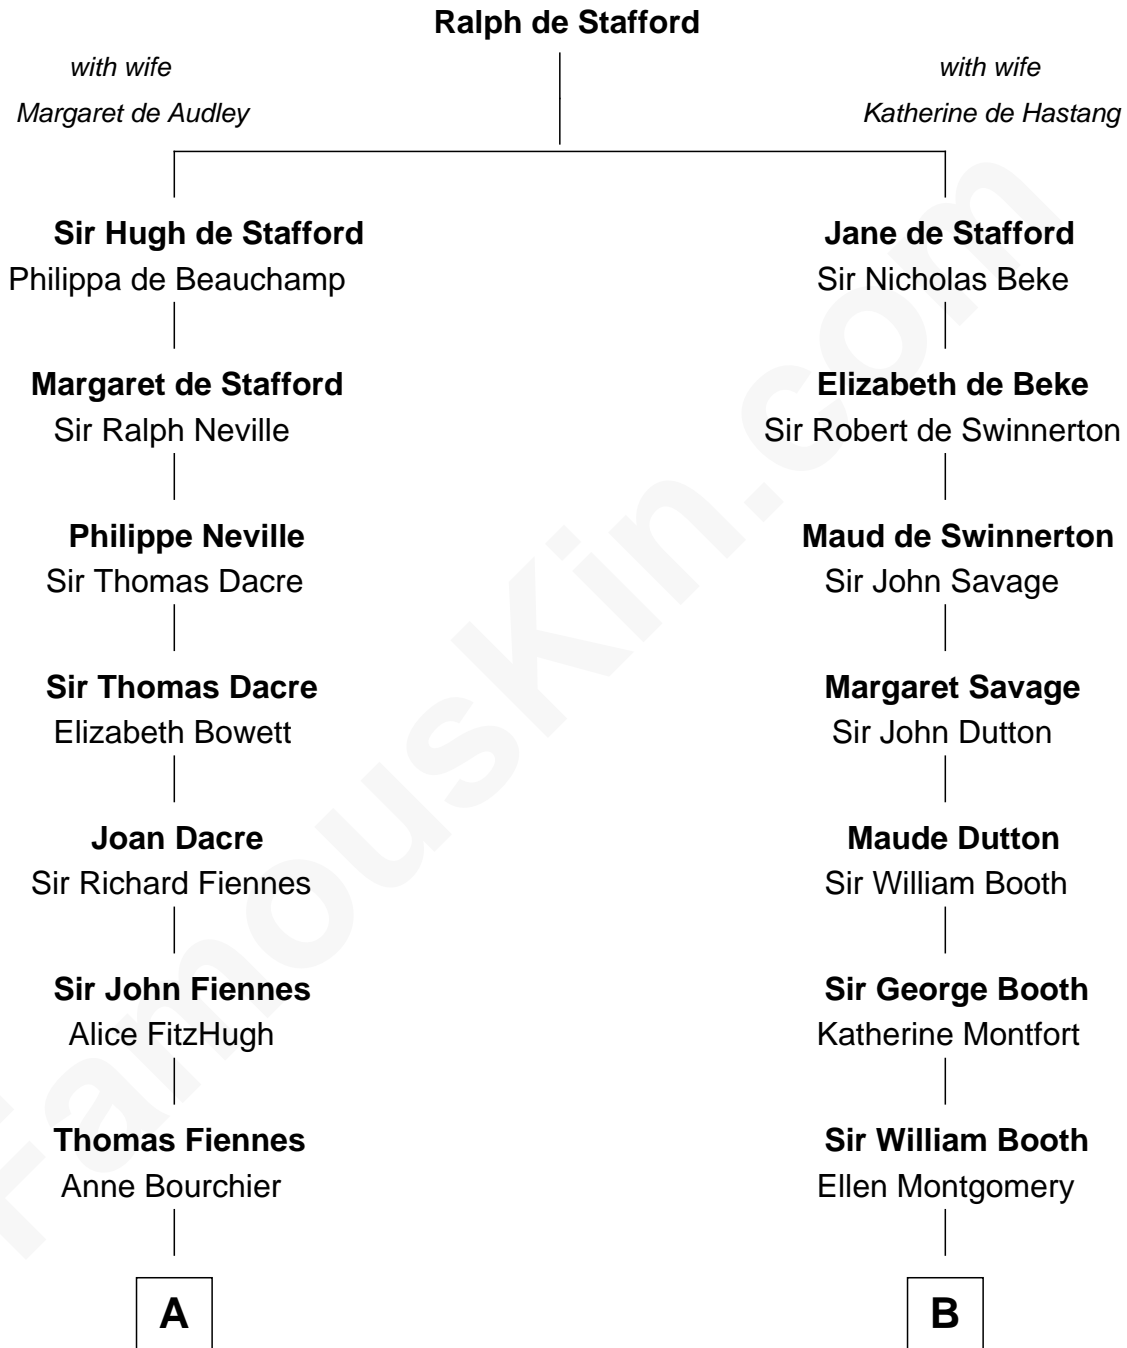 Ralph de Stafford
with wife
Margaret de Audley
with wife
Katherine de Hastang
Sir Hugh de Stafford
Philippa de Beauchamp
Jane de Stafford
Sir Nicholas Beke
Margaret de Stafford
Sir Ralph Neville
Elizabeth de Beke
Sir Robert de Swinnerton
Philippe Neville
Sir Thomas Dacre
Maud de Swinnerton
Sir John Savage
Sir Thomas Dacre
Elizabeth Bowett
Margaret Savage
Sir John Dutton
Joan Dacre
Sir Richard Fiennes
Maude Dutton
Sir William Booth
Sir John Fiennes
Alice FitzHugh
Sir George Booth
Katherine Montfort
Thomas Fiennes
Anne Bourchier
Sir William Booth
Ellen Montgomery
A
B
FamousKin.com